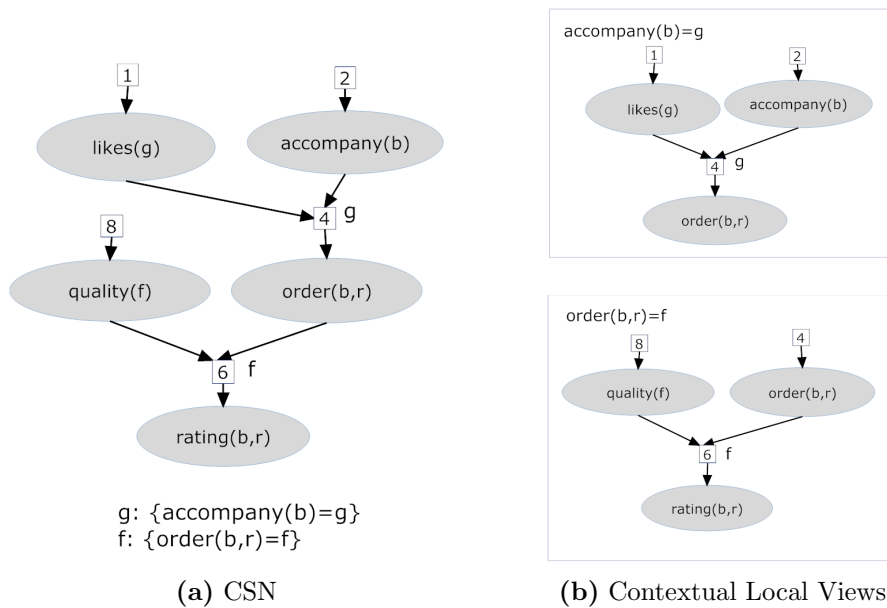 1
2
likes(g)
accompany(b)
4 g
8
quality(f)
order(b,r)
6 f
rating(b,r)
g: {accompany(b)=g}
f: {order(b,r)=f}
(a) CSN
accompany(b)=g
1
2
likes(g)
accompany(b)
4 g
order(b,r)
order(b,r)=f
8
4
quality(f)
order(b,r)
6 f
rating(b,r)
(b) Contextual Local Views